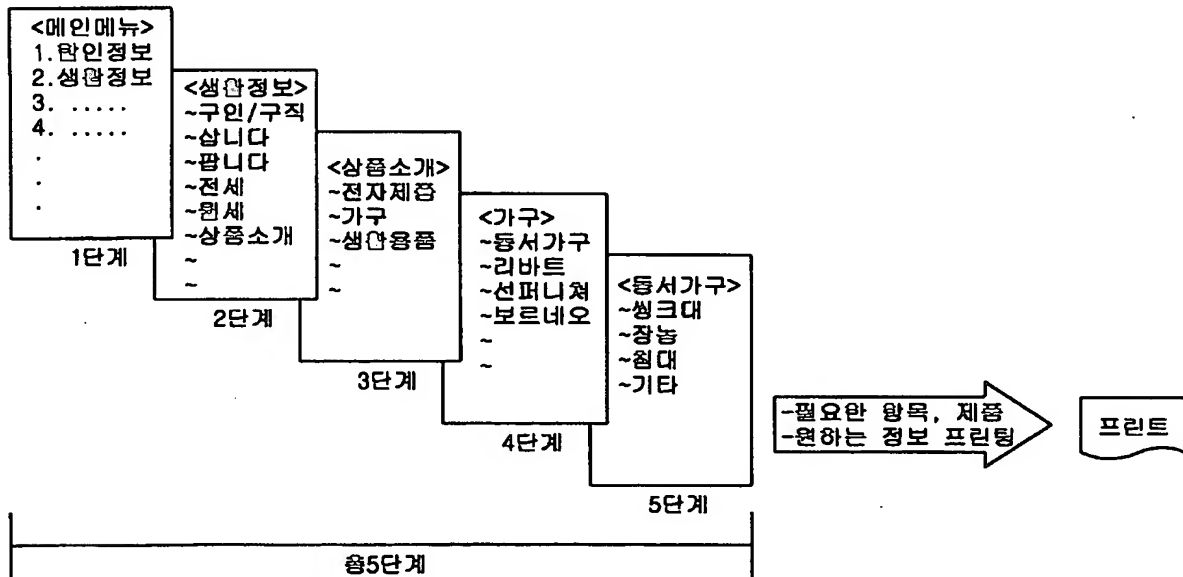 <메인메뉴>
1.할인정보
2.생활정보
3. .....
4. .....
.
.
.
1단계
<생활정보>
~구인/구직
~삽니다
~팝니다
~전세
~월세
~상품소개
~
~
2단계
<상품소개>
~전자제품
~가구
~생활용품
~
~
3단계
<가구>
~동서가구
~리바트
~선퍼니쳐
~보르네오
~
~
4단계
<동서가구>
~씽크대
~장농
~침대
~기타
5단계
-필요한 항목, 제품
-원하는 정보 프린팅
프린트
총5단계